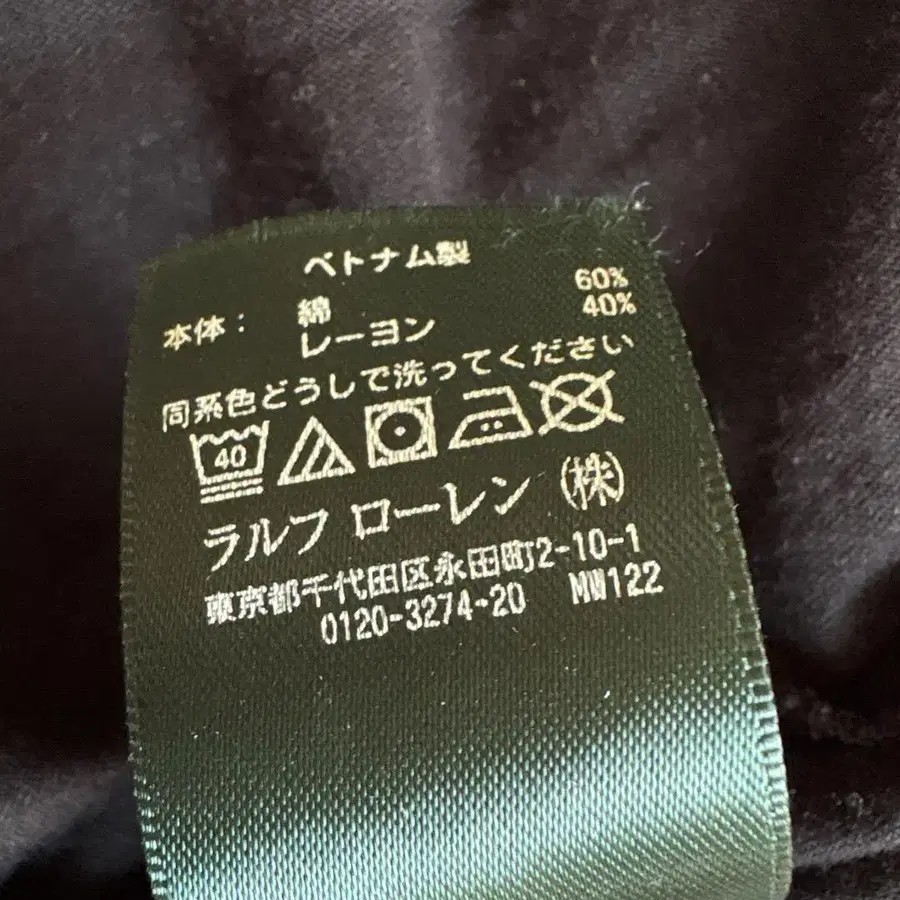 ベトナム製
本体： 綿 60%
レーヨン 40%
同系色どうしで洗ってください
40
ラルフ ローレン ㈱
東京都千代田区永田町2-10-1
0120-3274-20 MW122